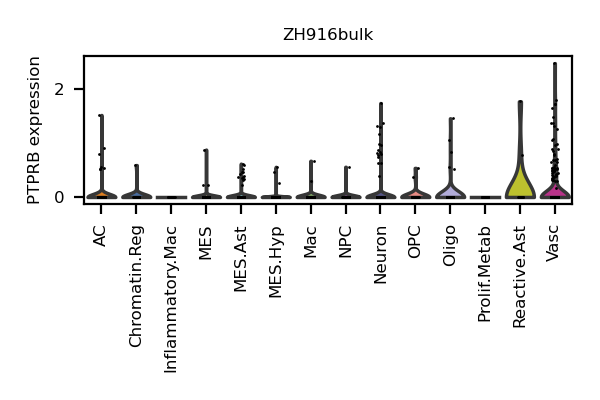 ZH916bulk
PTPRB expression
2
0
AC
Chromatin.Reg
Inflammatory.Mac
MES
MES.Ast
MES.Hyp
Mac
NPC
Neuron
OPC
Oligo
Prolif.Metab
Reactive.Ast
Vasc